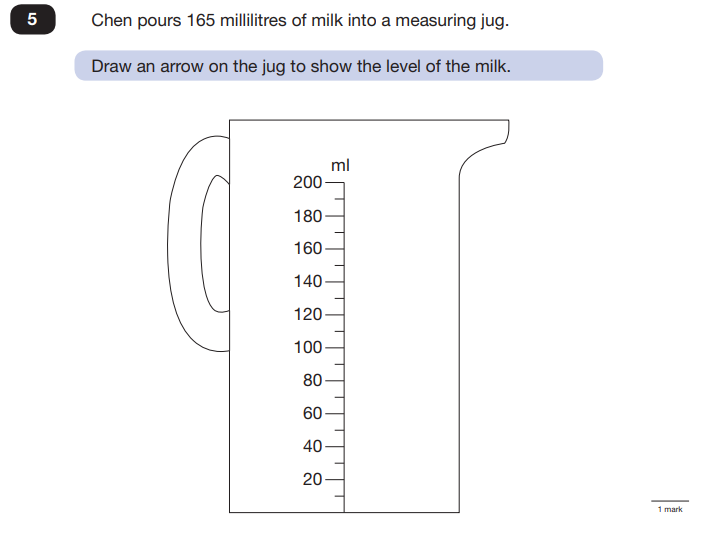 5
Chen pours 165 millilitres of milk into a measuring jug.
Draw an arrow on the jug to show the level of the milk.
ml
200
180
160
140
120
100
80
60
40
20
1 mark